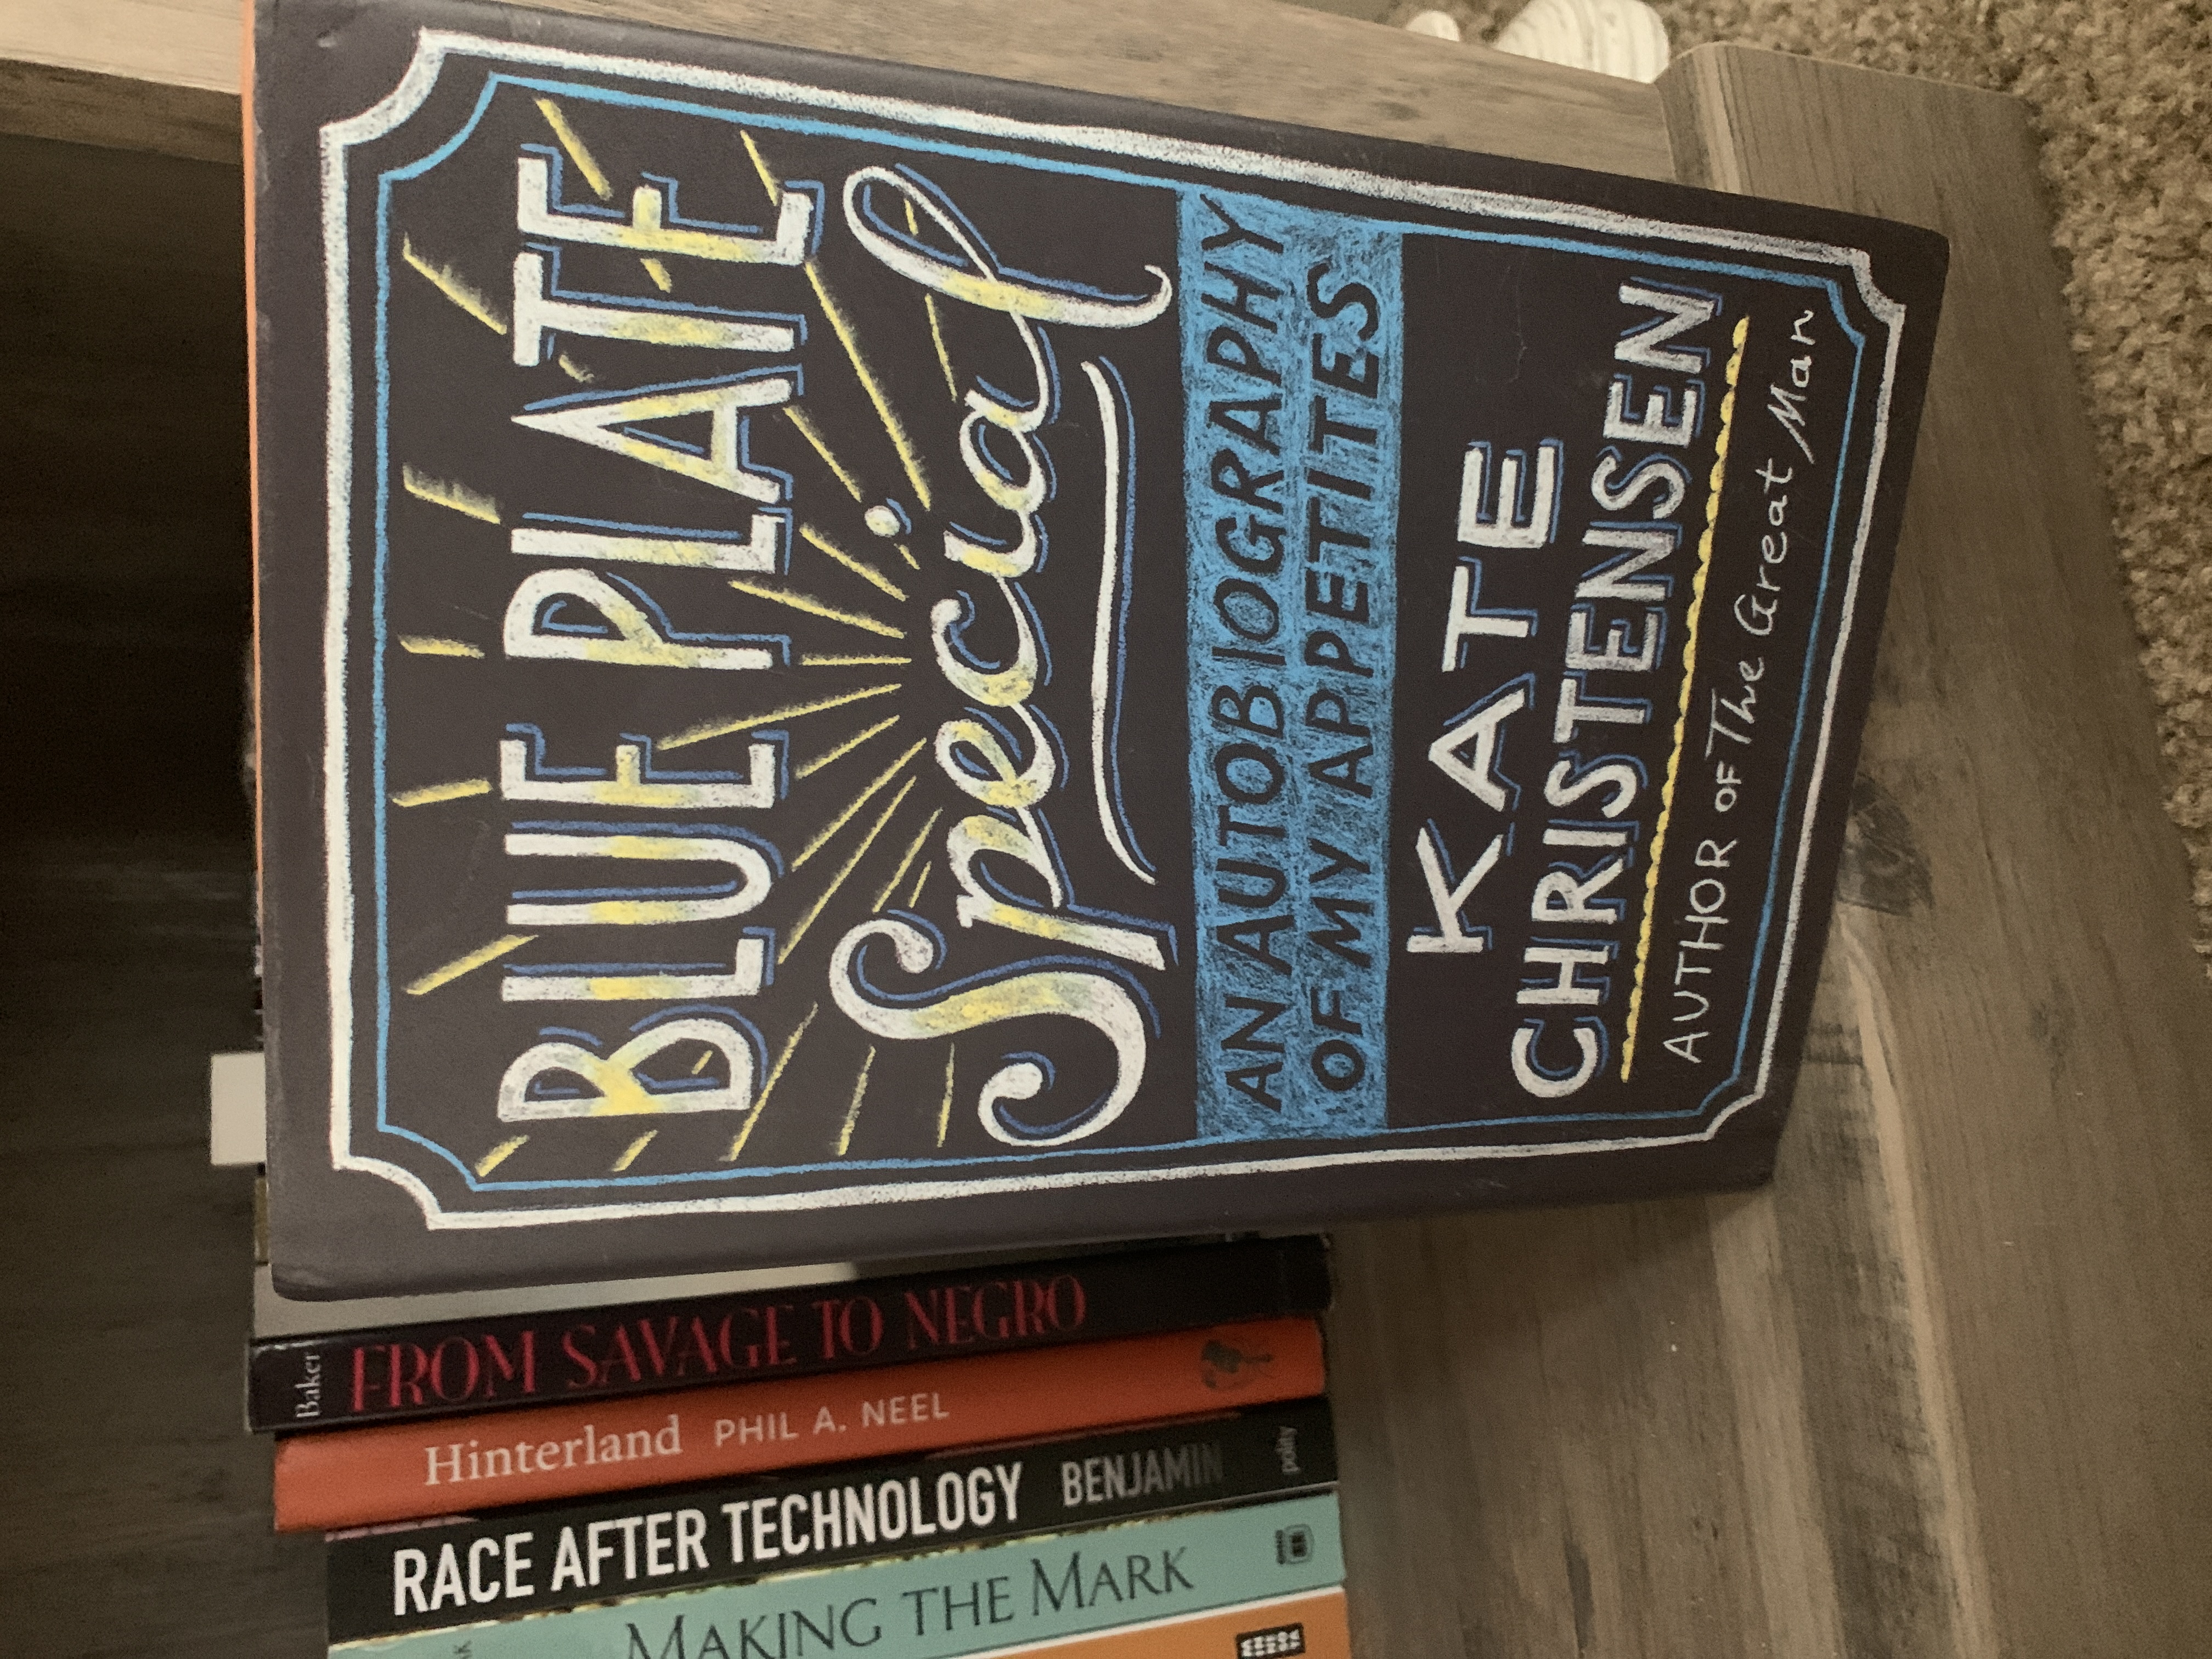 BLUE PLATE
Special
AN AUTOBIOGRAPHY
OF MY APPETITES
KATE
CHRISTENSEN
AUTHOR OF The Great Man
Baker FROM SAVAGE TO NEGRO
Hinterland PHIL A. NEEL
RACE AFTER TECHNOLOGY BENJAMIN polity
MAKING THE MARK